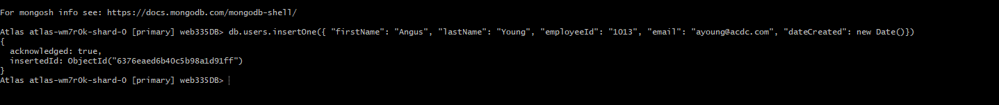 For mongosh info see: https://docs.mongodb.com/mongodb-shell/
Atlas atlas-wm7r0k-shard-0 [primary] web335DB> db.users.insertOne({ "firstName": "Angus", "lastName": "Young", "employeeId": "1013", "email": "ayoung@acdc.com", "dateCreated": new Date()})
{
  acknowledged: true,
  insertedId: ObjectId("6376eaed6b40c5b98a1d91ff")
}
Atlas atlas-wm7r0k-shard-0 [primary] web335DB>